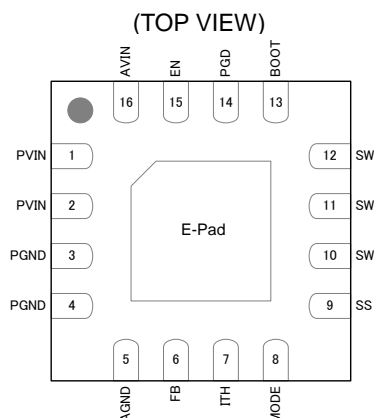 (TOP VIEW)
AVIN EN PGD BOOT
16 15 14 13
PVIN 1 12 SW
PVIN 2 11 SW
E-Pad
PGND 3 10 SW
PGND 4 9 SS
5 6 7 8
AGND FB ITH MODE